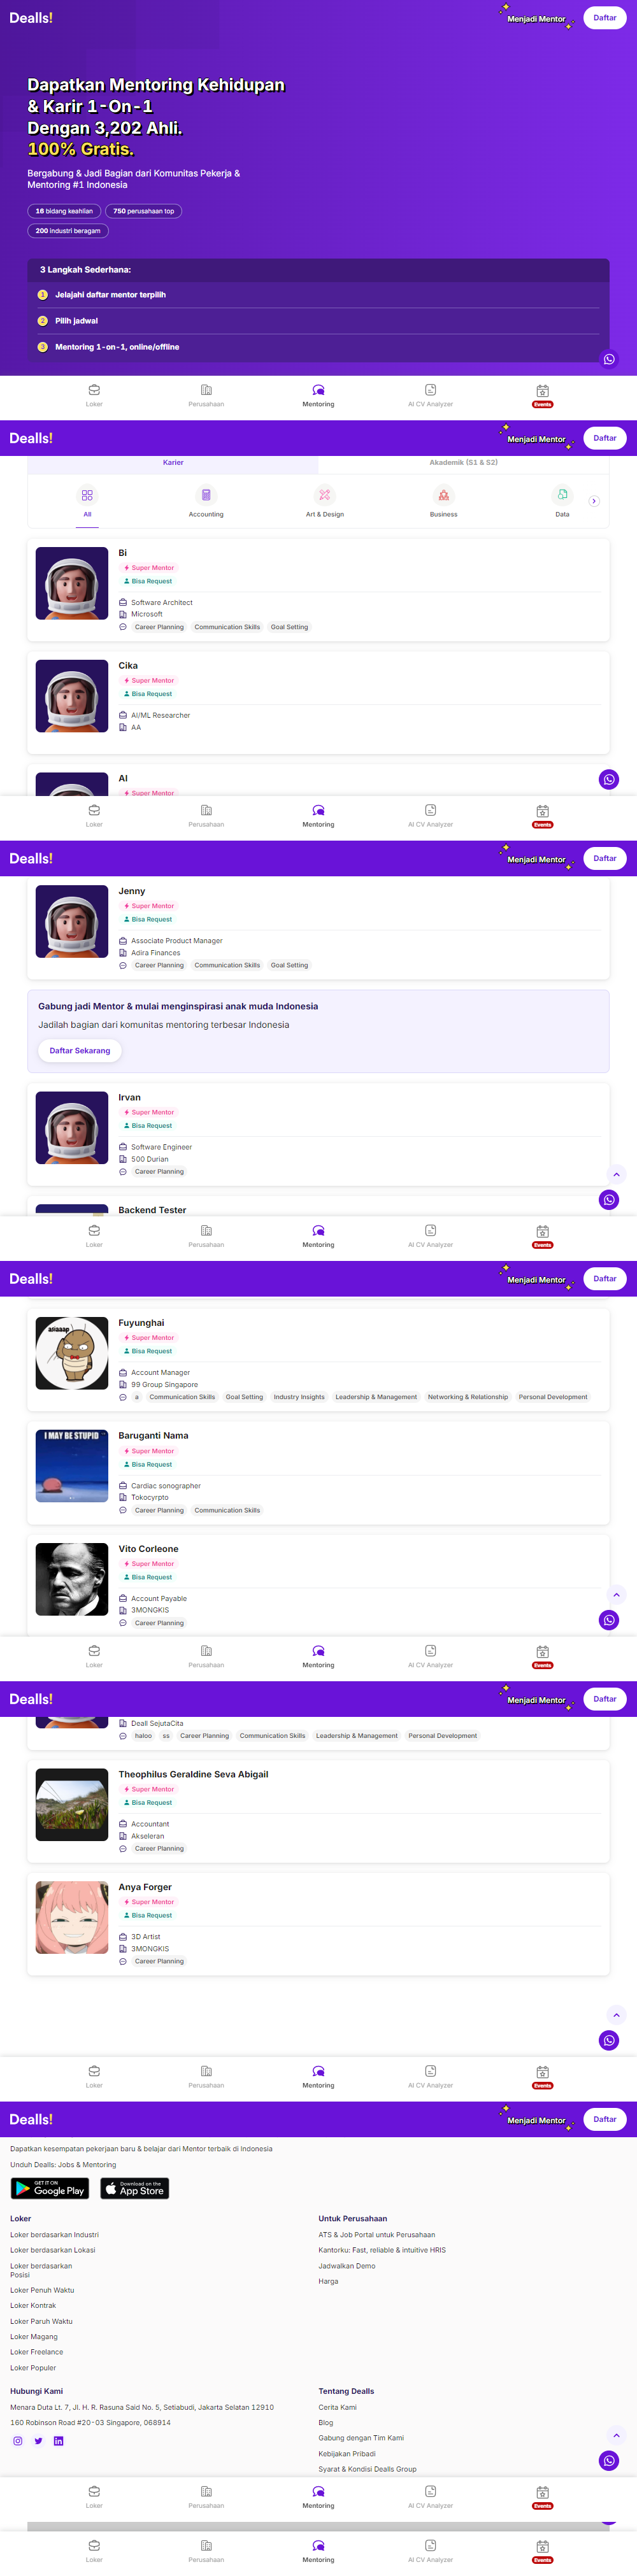 Dealls!
Menjadi Mentor
Daftar
Dapatkan Mentoring Kehidupan
& Karir 1-On-1
Dengan 3,202 Ahli.
100% Gratis.
Bergabung & Jadi Bagian dari Komunitas Pekerja &
Mentoring #1 Indonesia
16 bidang keahlian
750 perusahaan top
200 industri beragam
3 Langkah Sederhana:
1 Jelajahi daftar mentor terpilih
2 Pilih jadwal
3 Mentoring 1-on-1, online/offline
Loker
Perusahaan
Mentoring
AI CV Analyzer
Events
Dealls!
Menjadi Mentor
Daftar
Karier
Akademik (S1 & S2)
All
Accounting
Art & Design
Business
Data
Bi
Super Mentor
Bisa Request
Software Architect
Microsoft
Career Planning Communication Skills Goal Setting
Cika
Super Mentor
Bisa Request
AI/ML Researcher
AA
Al
Super Mentor
Loker
Perusahaan
Mentoring
AI CV Analyzer
Events
Dealls!
Menjadi Mentor
Daftar
Jenny
Super Mentor
Bisa Request
Associate Product Manager
Adira Finances
Career Planning Communication Skills Goal Setting
Gabung jadi Mentor & mulai menginspirasi anak muda Indonesia
Jadilah bagian dari komunitas mentoring terbesar Indonesia
Daftar Sekarang
Irvan
Super Mentor
Bisa Request
Software Engineer
500 Durian
Career Planning
Backend Tester
Loker
Perusahaan
Mentoring
AI CV Analyzer
Events
Dealls!
Menjadi Mentor
Daftar
Fuyunghai
Super Mentor
Bisa Request
Account Manager
99 Group Singapore
a Communication Skills Goal Setting Industry Insights Leadership & Management Networking & Relationship Personal Development
I MAY BE STUPID
Baruganti Nama
Super Mentor
Bisa Request
Cardiac sonographer
Tokocyrpto
Career Planning Communication Skills
Vito Corleone
Super Mentor
Bisa Request
Account Payable
3MONGKIS
Career Planning
Loker
Perusahaan
Mentoring
AI CV Analyzer
Events
Dealls!
Menjadi Mentor
Daftar
Deall SejutaCita
haloo ss Career Planning Communication Skills Leadership & Management Personal Development
Theophilus Geraldine Seva Abigail
Super Mentor
Bisa Request
Accountant
Akseleran
Career Planning
Anya Forger
Super Mentor
Bisa Request
3D Artist
3MONGKIS
Career Planning
Loker
Perusahaan
Mentoring
AI CV Analyzer
Events
Dealls!
Menjadi Mentor
Daftar
Dapatkan kesempatan pekerjaan baru & belajar dari Mentor terbaik di Indonesia
Unduh Dealls: Jobs & Mentoring
GET IT ON
Google Play
Download on the
App Store
Loker
Loker berdasarkan Industri
Loker berdasarkan Lokasi
Loker berdasarkan
Posisi
Loker Penuh Waktu
Loker Kontrak
Loker Paruh Waktu
Loker Magang
Loker Freelance
Loker Populer
Untuk Perusahaan
ATS & Job Portal untuk Perusahaan
Kantorku: Fast, reliable & intuitive HRIS
Jadwalkan Demo
Harga
Hubungi Kami
Menara Duta Lt. 7, Jl. H. R. Rasuna Said No. 5, Setiabudi, Jakarta Selatan 12910
160 Robinson Road #20-03 Singapore, 068914
Tentang Dealls
Cerita Kami
Blog
Gabung dengan Tim Kami
Kebijakan Pribadi
Syarat & Kondisi Dealls Group
Loker
Perusahaan
Mentoring
AI CV Analyzer
Events
Loker
Perusahaan
Mentoring
AI CV Analyzer
Events